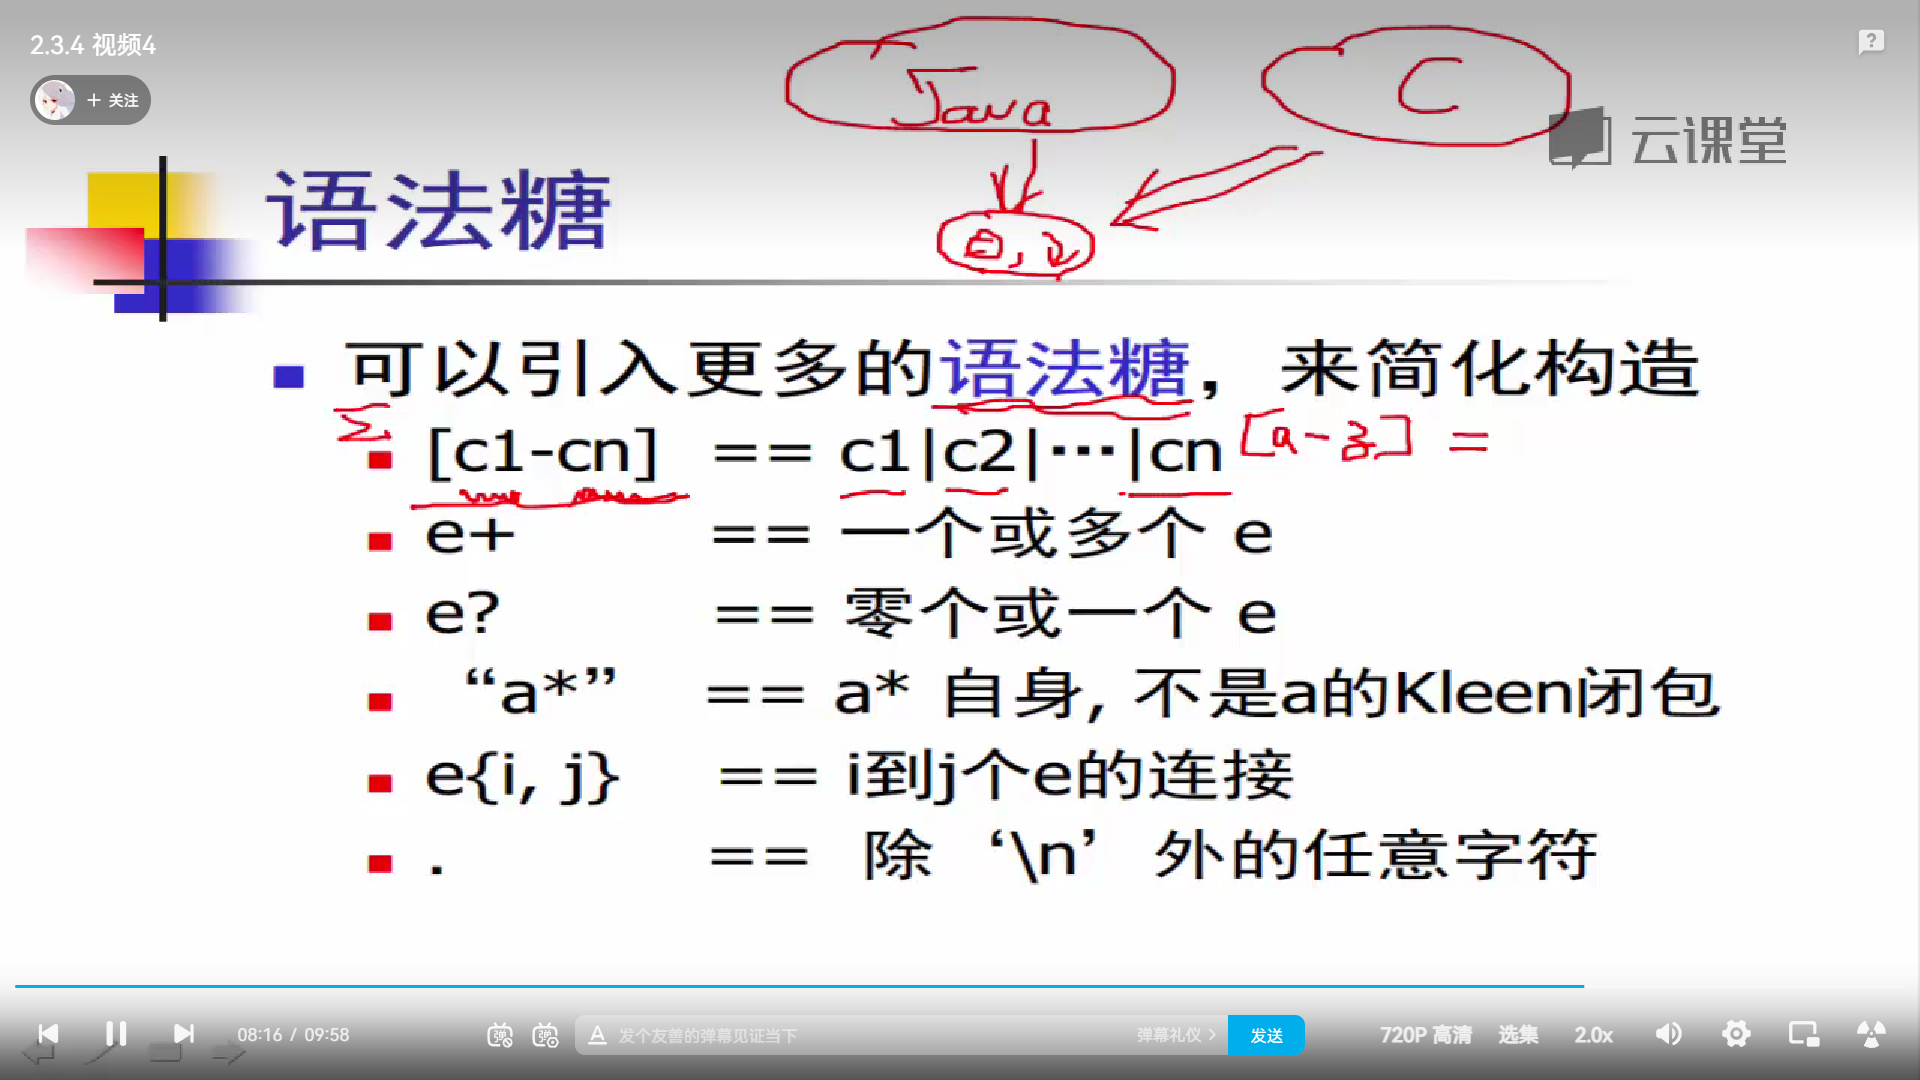 2.3.4 视频4
+ 关注
Java
C
云课堂
语法糖
可以引入更多的语法糖，来简化构造
Σ
[c1-cn] == c1|c2|…|cn [a-z] =
e+ == 一个或多个 e
e? == 零个或一个 e
“a*” == a* 自身, 不是a的Kleen闭包
e{i, j} == i到j个e的连接
. == 除‘\n’外的任意字符
08:16 / 09:58
弹
弹
A 发个友善的弹幕见证当下
弹幕礼仪 >
发送
720P 高清
选集
2.0x